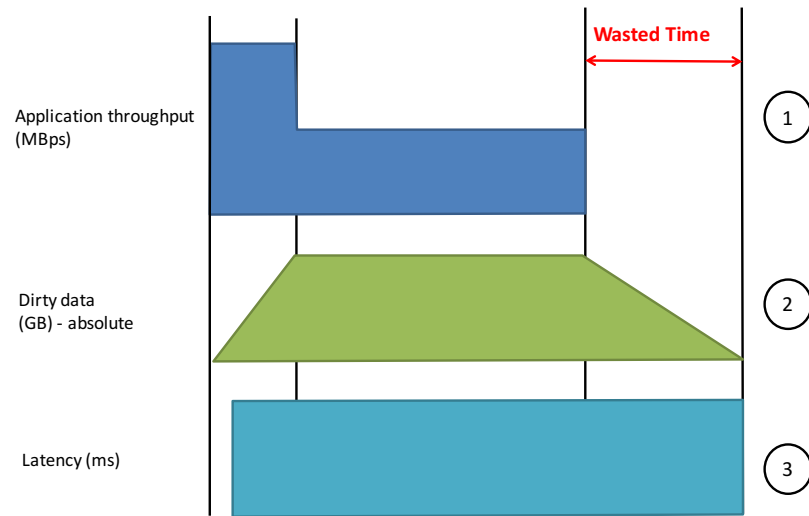 Wasted Time
Application throughput
(MBps)
1
Dirty data
(GB) - absolute
2
Latency (ms)
3